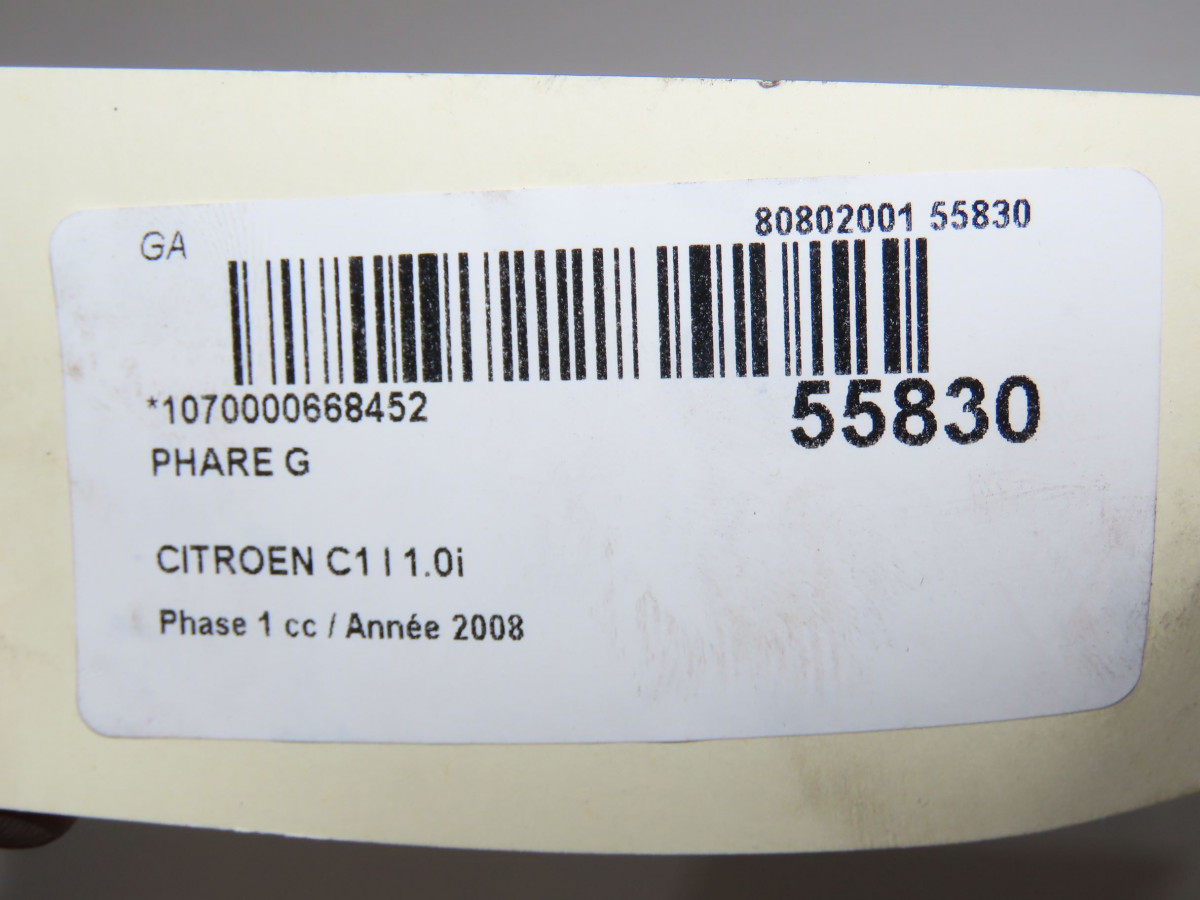 GA
80802001 55830
*1070000668452
55830
PHARE G
CITROEN C1 I 1.0i
Phase 1 cc / Année 2008